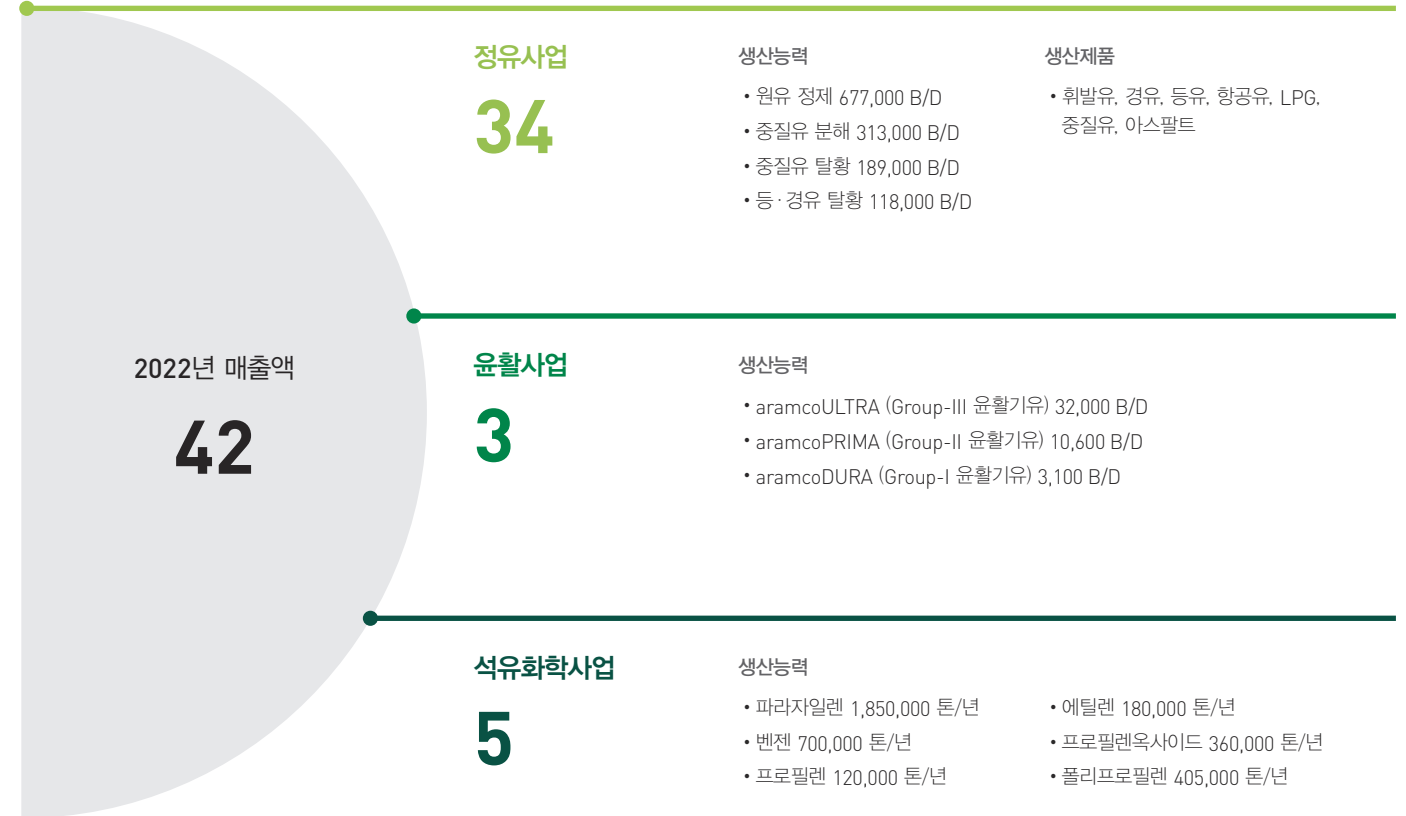 2022년 매출액
42
정유사업
34
생산능력
• 원유 정제 677,000 B/D
• 중질유 분해 313,000 B/D
• 중질유 탈황 189,000 B/D
• 등·경유 탈황 118,000 B/D
생산제품
• 휘발유, 경유, 등유, 항공유, LPG,
중질유, 아스팔트
윤활사업
3
생산능력
• aramcoULTRA (Group-III 윤활기유) 32,000 B/D
• aramcoPRIMA (Group-II 윤활기유) 10,600 B/D
• aramcoDURA (Group-I 윤활기유) 3,100 B/D
석유화학사업
5
생산능력
• 파라자일렌 1,850,000 톤/년
• 벤젠 700,000 톤/년
• 프로필렌 120,000 톤/년
• 에틸렌 180,000 톤/년
• 프로필렌옥사이드 360,000 톤/년
• 폴리프로필렌 405,000 톤/년